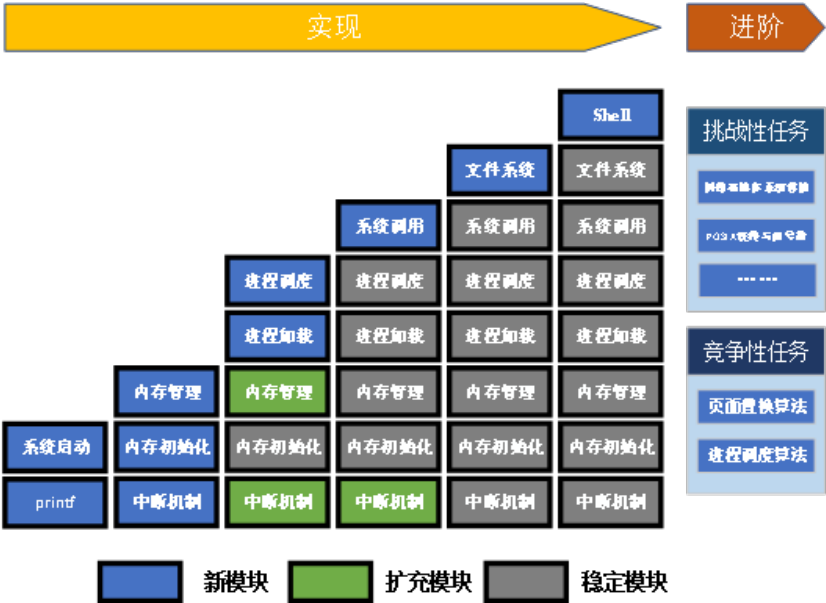 实现
进阶
Shell
挑战性任务
文件系统 文件系统
系统调用 系统调用 系统调用
进程调度 进程调度 进程调度 进程调度
------
进程加载 进程加载 进程加载 进程加载
竞争性任务
内存管理 内存管理 内存管理 内存管理 内存管理
页面置换算法
系统启动 内存初始化 内存初始化 内存初始化 内存初始化 内存初始化
进程调度算法
printf 中断机制 中断机制 中断机制 中断机制 中断机制
新模块 扩充模块 稳定模块